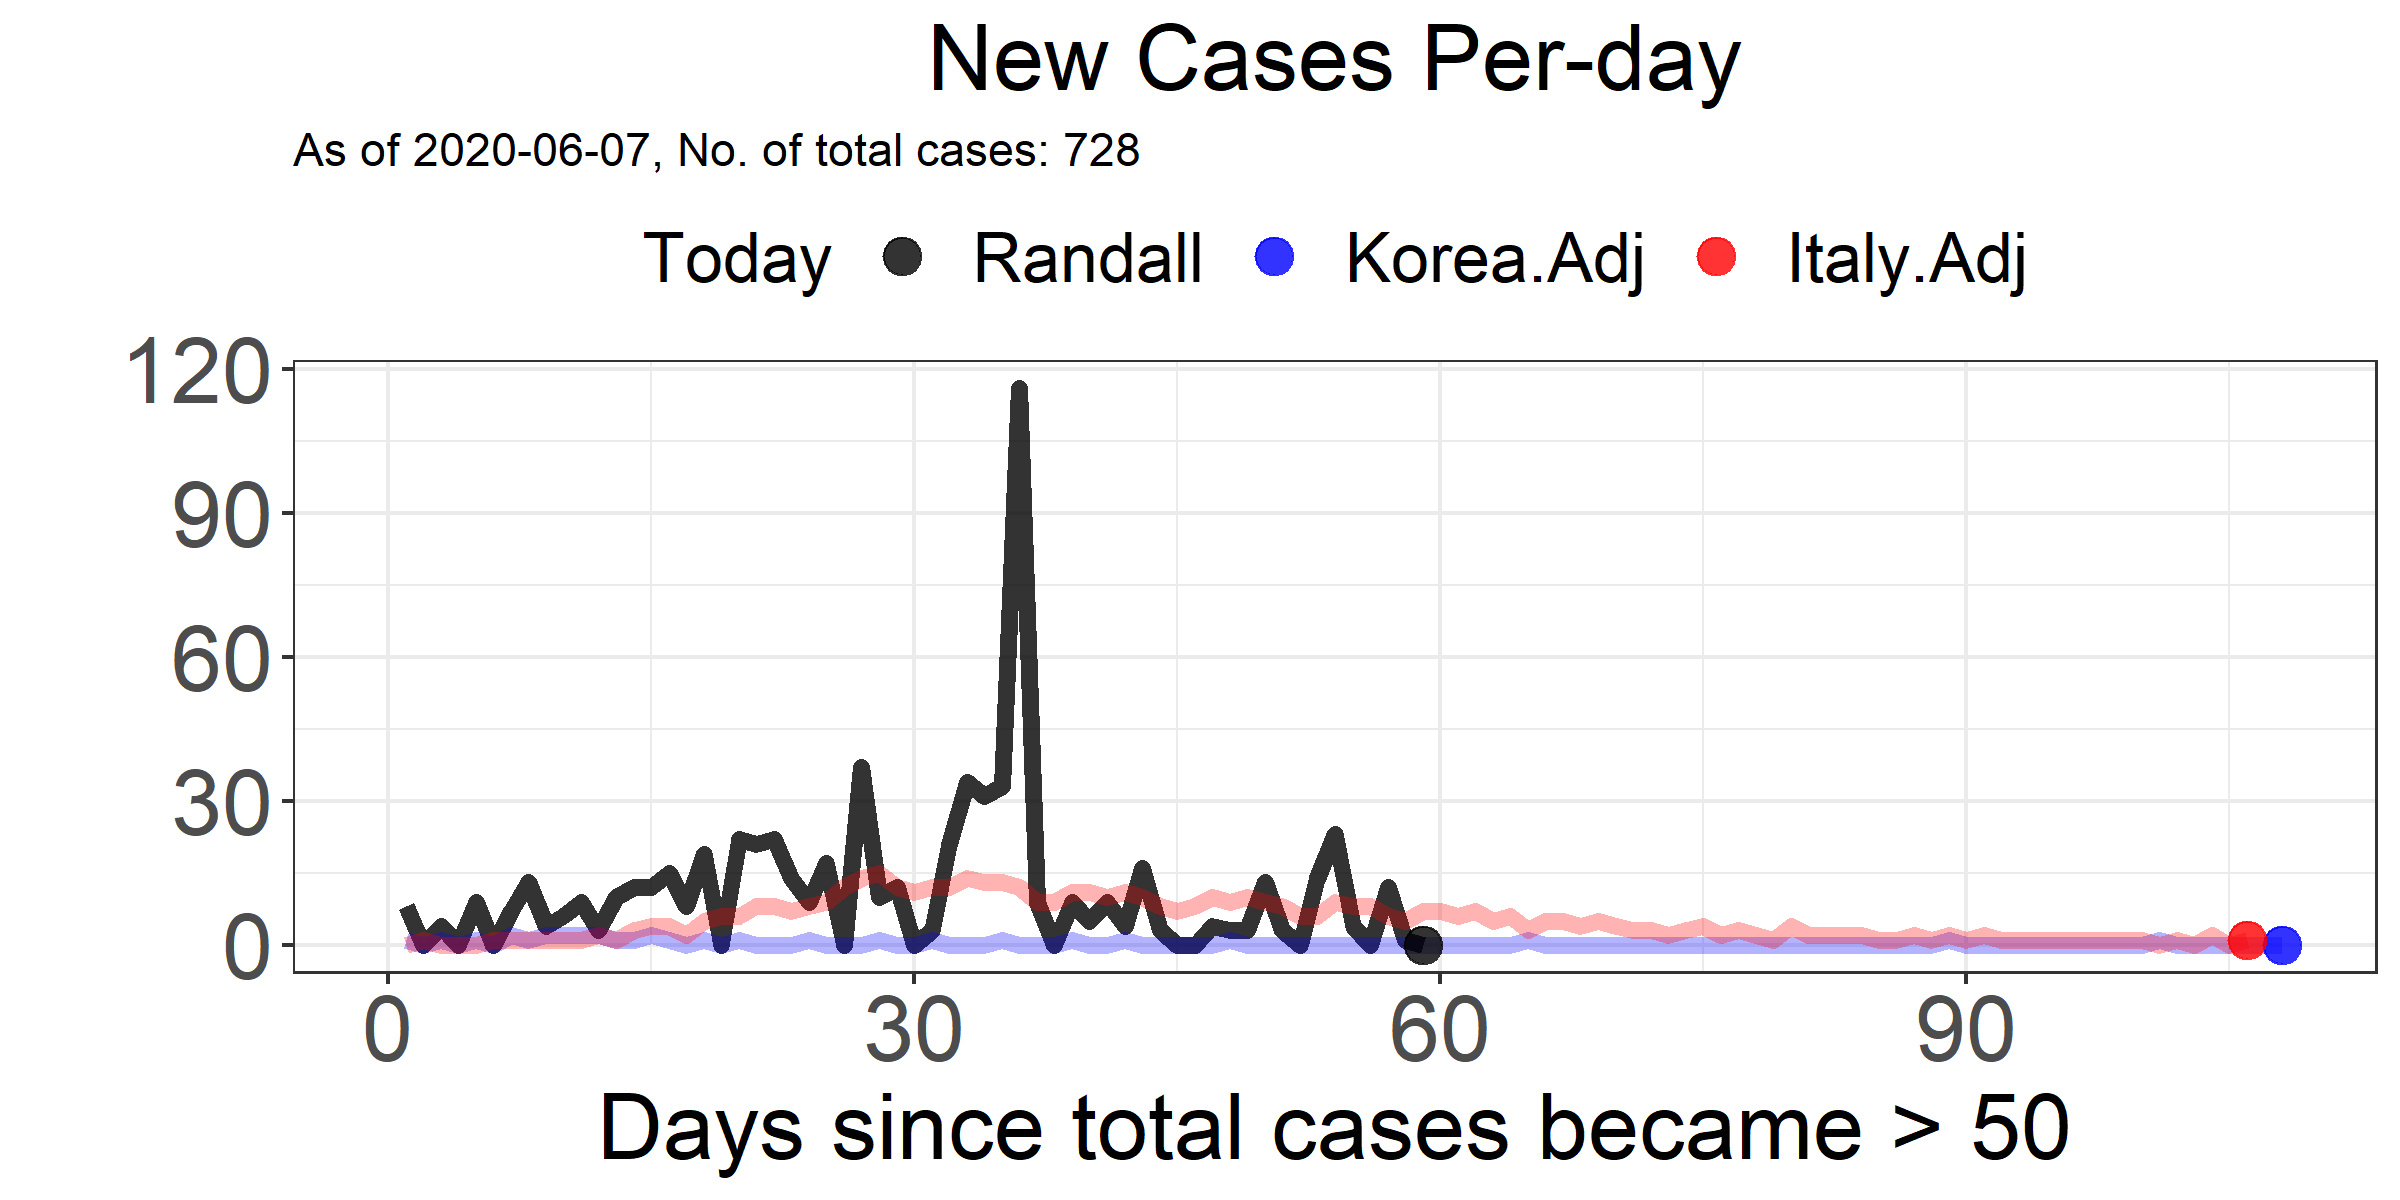 New Cases Per-day
As of 2020-06-07, No. of total cases: 728
Today Randall Korea.Adj Italy.Adj
120
90
60
30
0
0 30 60 90
Days since total cases became > 50